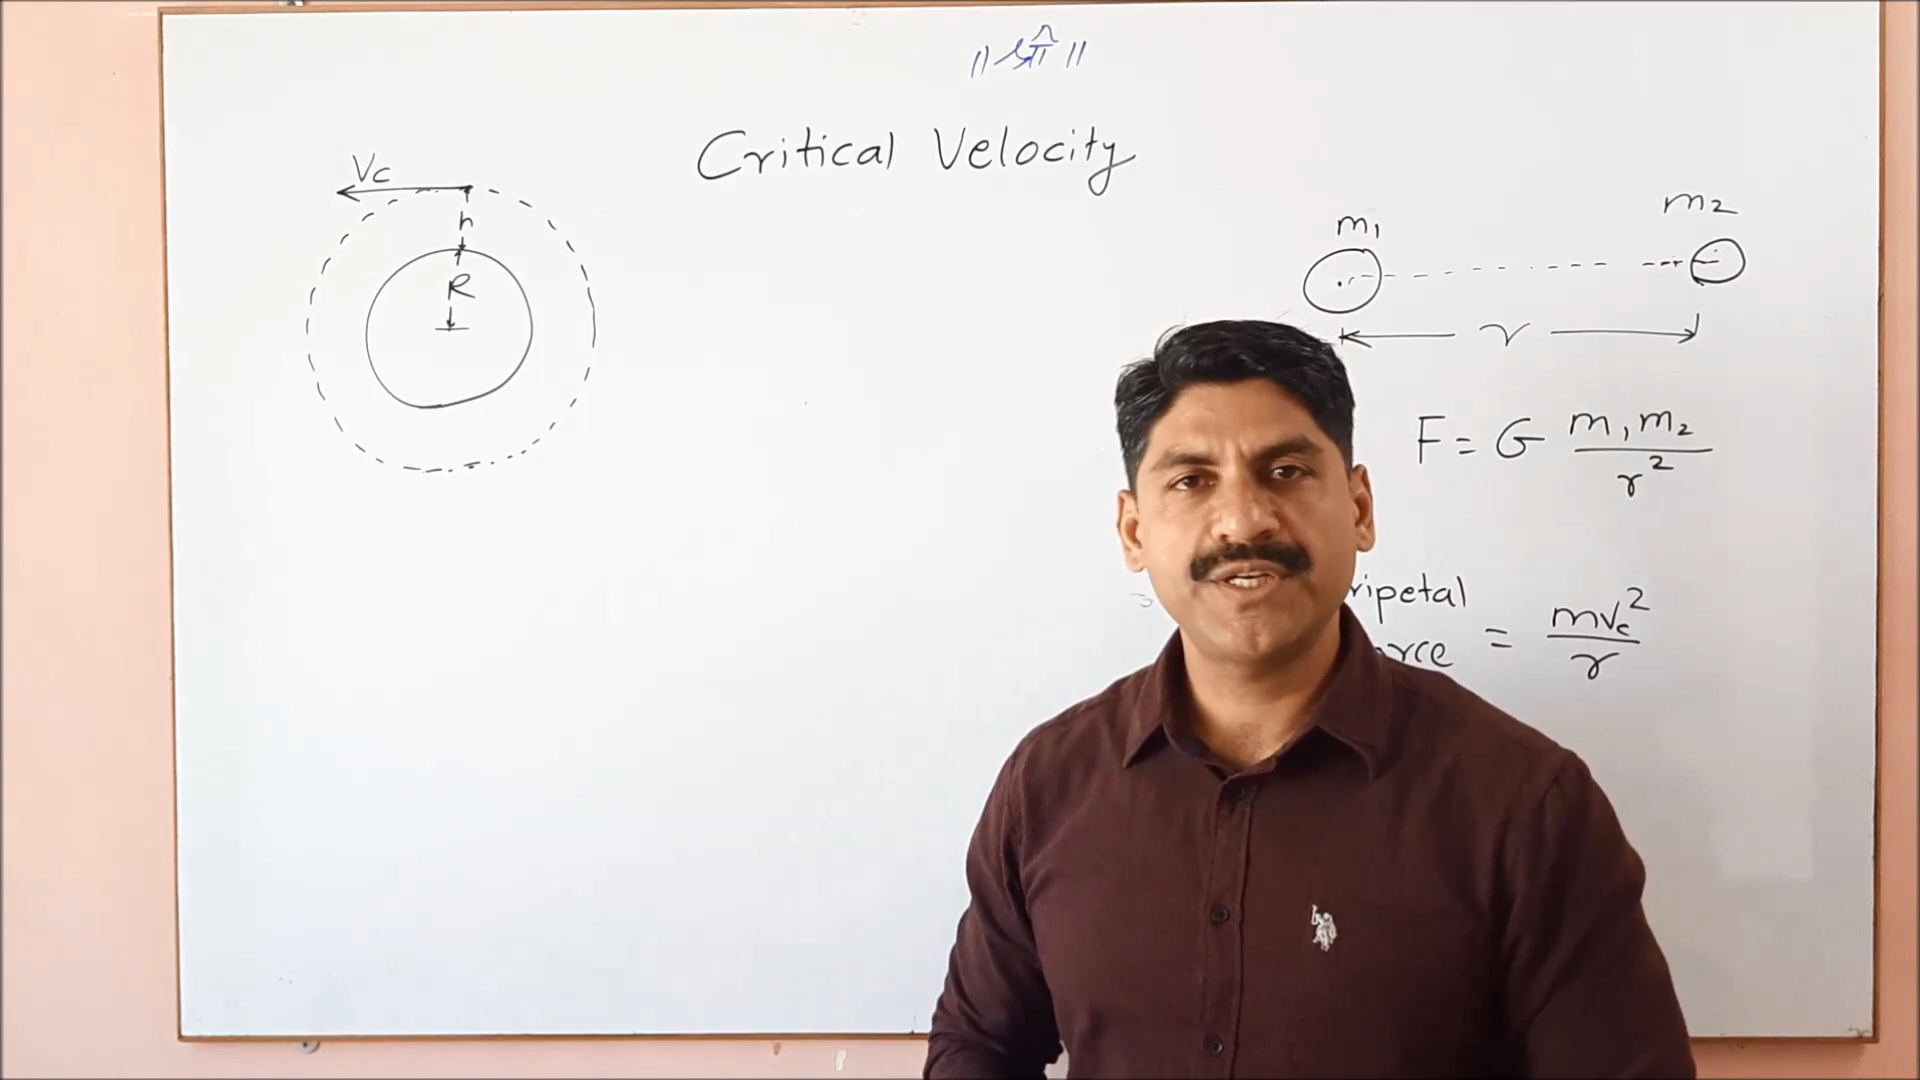 ॥ श्री ॥
Critical Velocity
Vc
h
R
m₁
m₂
r
F = G m₁m₂/r²
ripetal
rce = mvc²/r